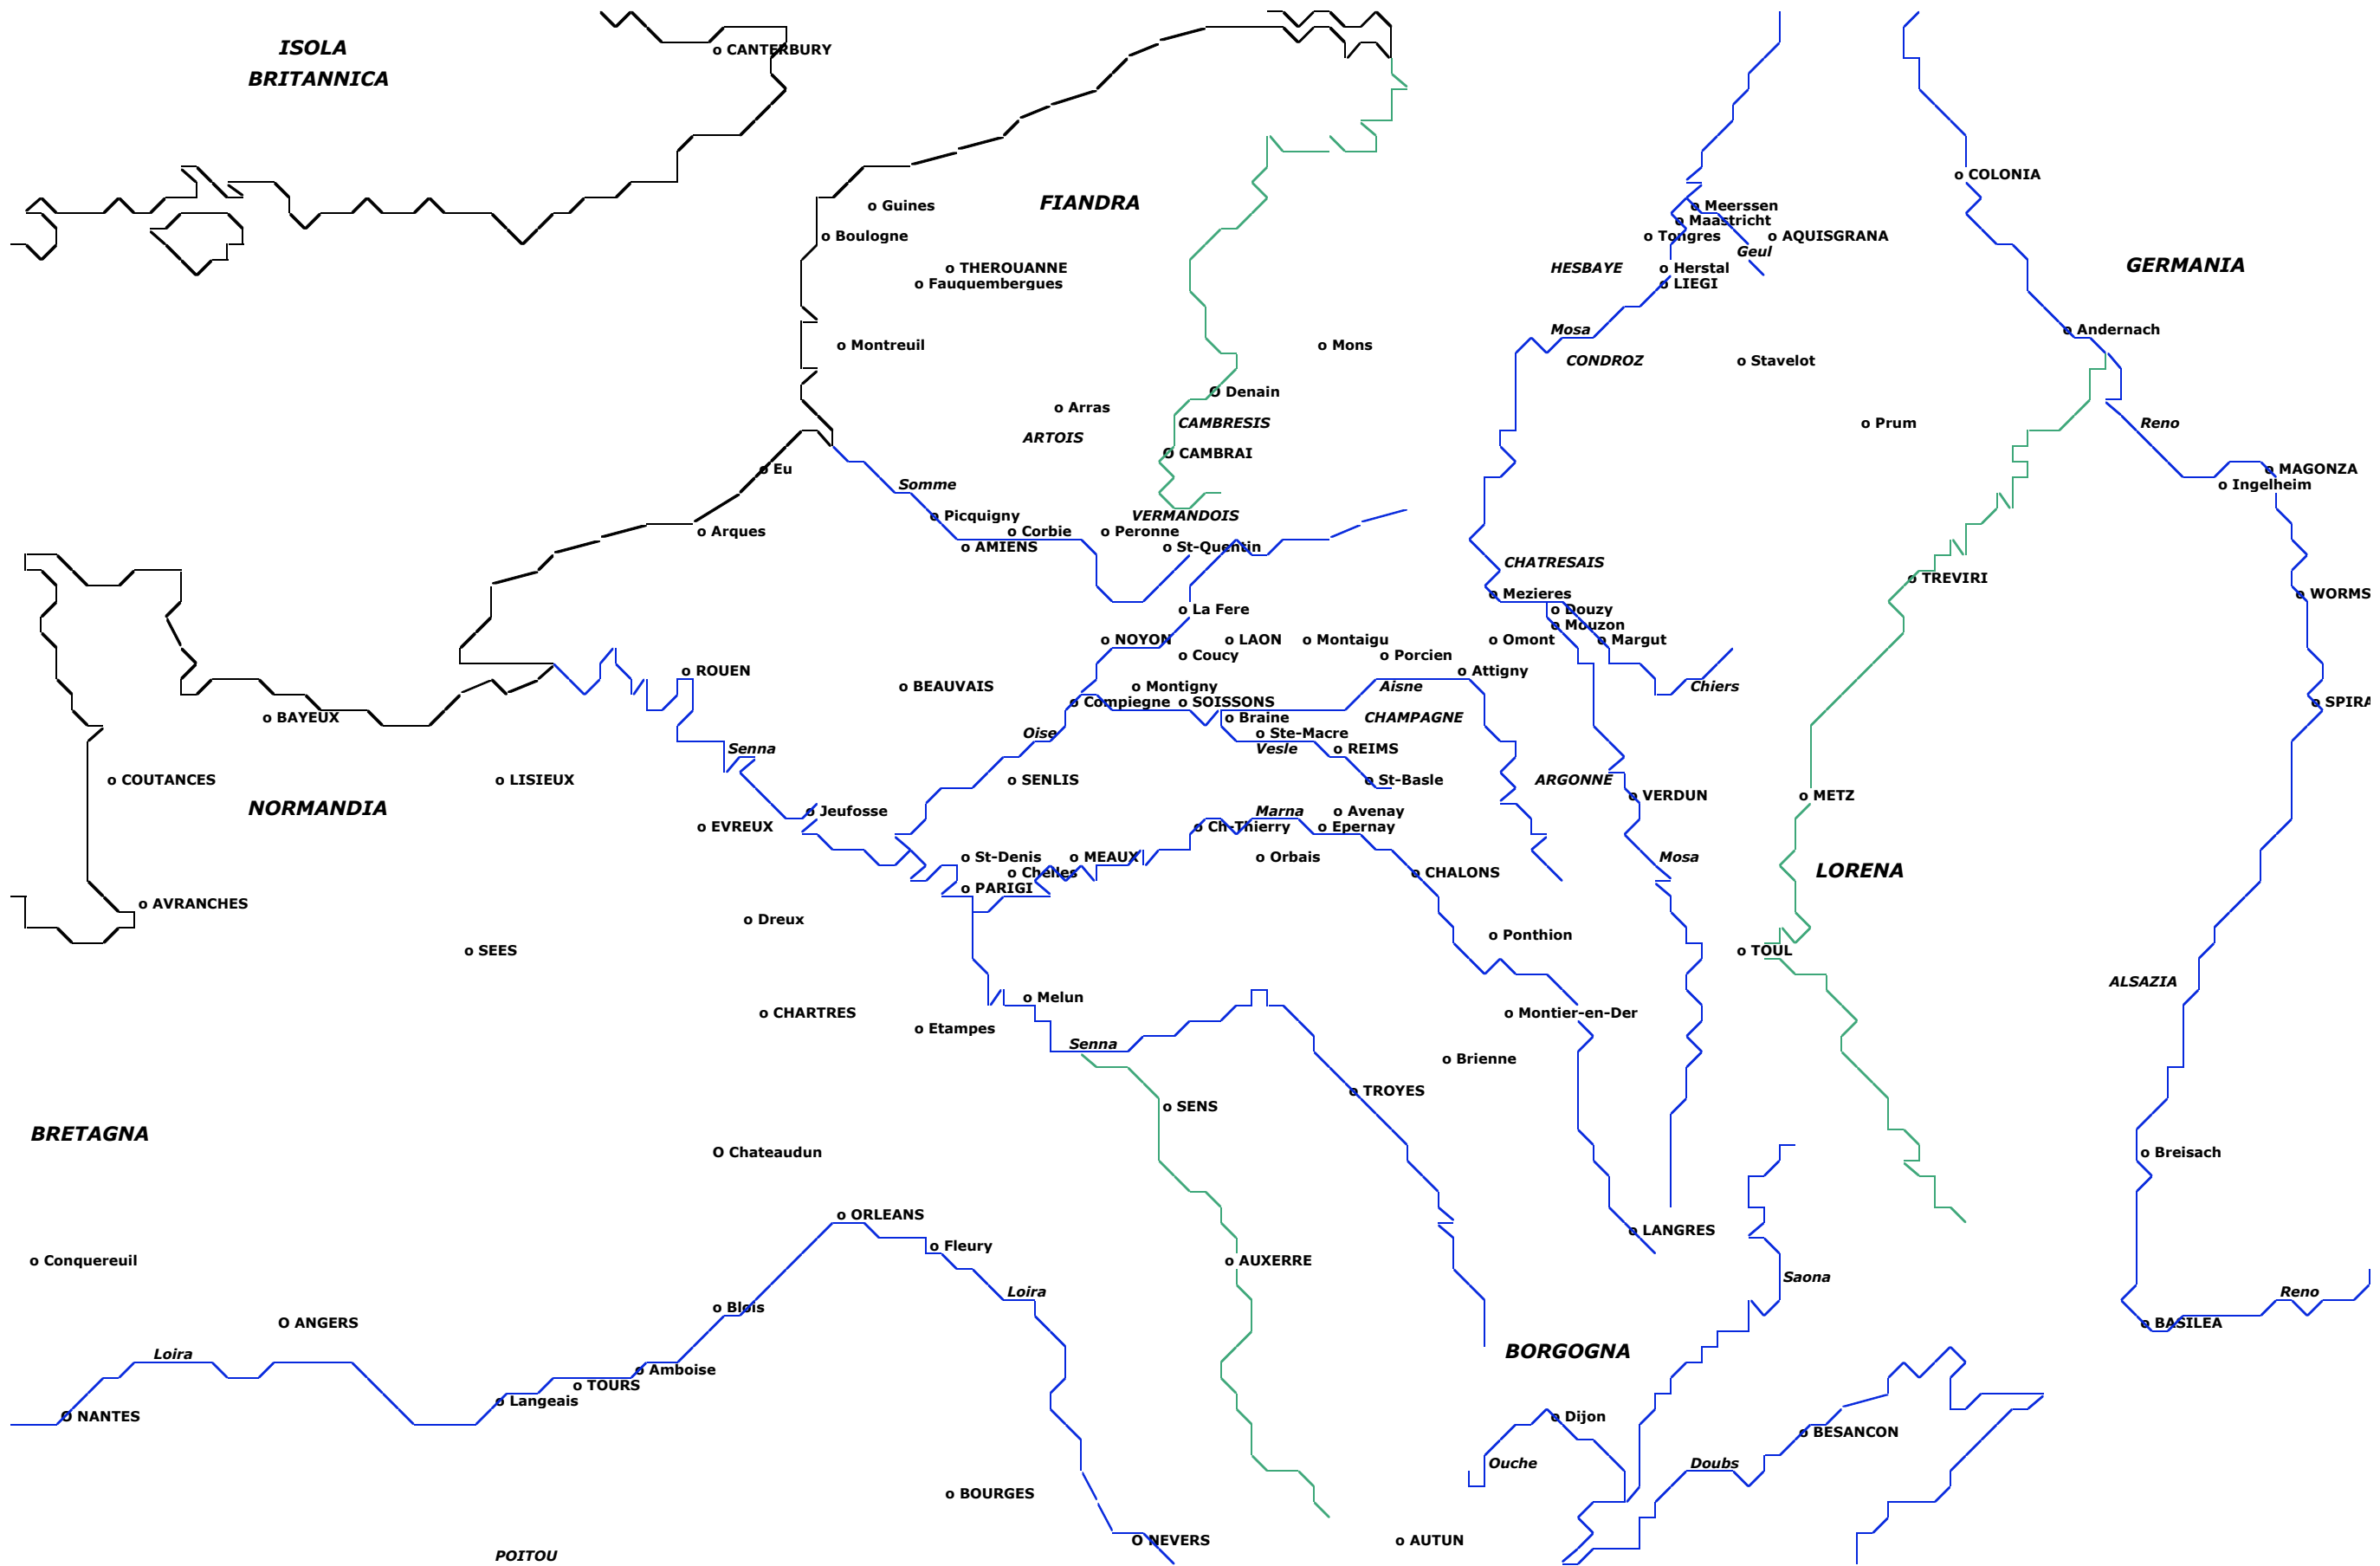 ISOLA
BRITANNICA
o CANTERBURY
o COLONIA
FIANDRA
o Guines
o Meerssen
o Maastricht
o Boulogne
o Tongres
o AQUISGRANA
Geul
o THEROUANNE
HESBAYE
o Herstal
GERMANIA
o Fauquembergues
o LIEGI
Mosa
o Andernach
o Montreuil
o Mons
CONDROZ
o Stavelot
O Denain
o Arras
CAMBRESIS
o Prum
Reno
ARTOIS
O CAMBRAI
o Eu
o MAGONZA
Somme
o Ingelheim
o Picquigny
VERMANDOIS
o Arques
o Corbie
o Peronne
o AMIENS
o St-Quentin
CHATRESAIS
o TREVIRI
o Mezieres
o WORMS
o La Fere
o Douzy
o Mouzon
o NOYON
o LAON
o Montaigu
o Omont
o Margut
o Coucy
o Porcien
o ROUEN
o Attigny
o BEAUVAIS
o Montigny
Aisne
Chiers
o Compiegne
o SOISSONS
o SPIRA
o BAYEUX
o Braine
CHAMPAGNE
Oise
o Ste-Macre
Senna
Vesle
o REIMS
o COUTANCES
o LISIEUX
o SENLIS
o St-Basle
ARGONNE
o VERDUN
o METZ
NORMANDIA
o Jeufosse
Marna
o Avenay
o EVREUX
o Ch-Thierry
o Epernay
o St-Denis
o MEAUX
o Orbais
Mosa
o Chelles
o CHALONS
LORENA
o PARIGI
o AVRANCHES
o Dreux
o Ponthion
o SEES
o TOUL
ALSAZIA
o Melun
o CHARTRES
o Montier-en-Der
o Etampes
Senna
o Brienne
o TROYES
o SENS
BRETAGNA
O Chateaudun
o Breisach
o ORLEANS
o LANGRES
o Fleury
o Conquereuil
o AUXERRE
Saona
Loira
Reno
o Blois
O ANGERS
o BASILEA
Loira
BORGOGNA
o Amboise
o TOURS
o Langeais
O NANTES
o Dijon
o BESANCON
Ouche
Doubs
o BOURGES
O NEVERS
o AUTUN
POITOU